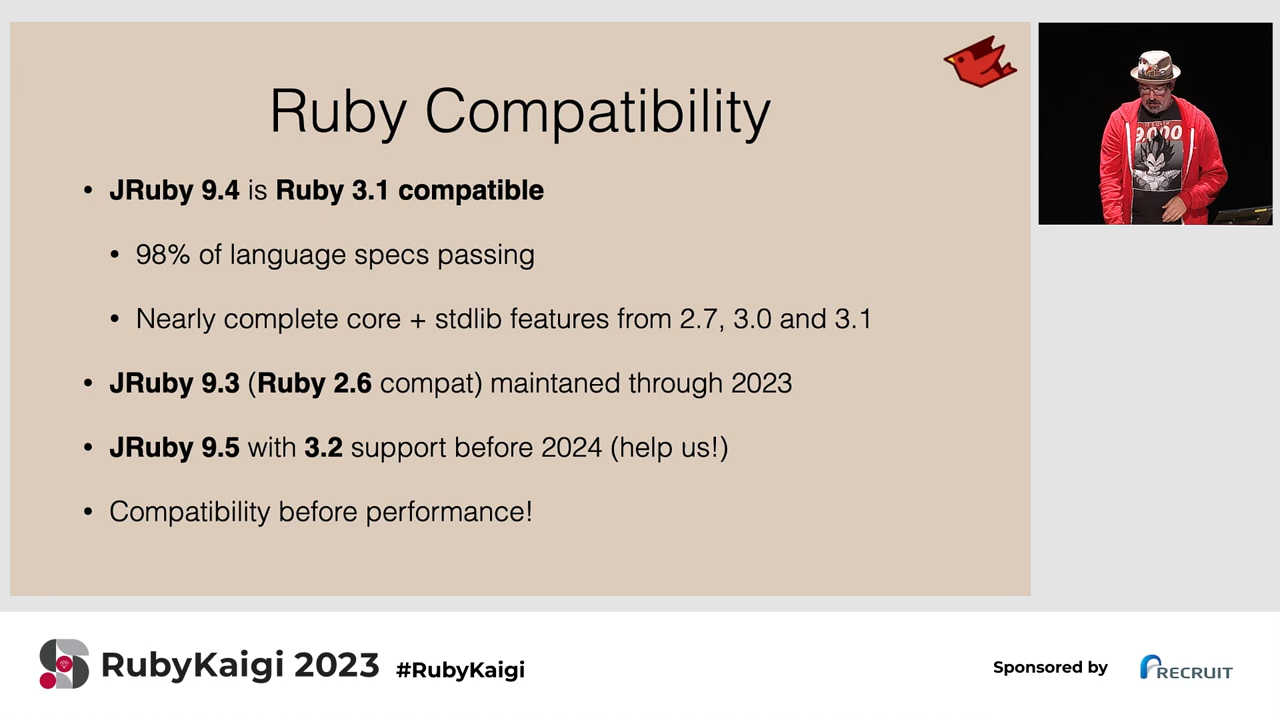 Ruby Compatibility
• JRuby 9.4 is Ruby 3.1 compatible
• 98% of language specs passing
• Nearly complete core + stdlib features from 2.7, 3.0 and 3.1
• JRuby 9.3 (Ruby 2.6 compat) maintaned through 2023
• JRuby 9.5 with 3.2 support before 2024 (help us!)
• Compatibility before performance!
9,000
RubyKaigi 2023 #RubyKaigi
Sponsored by RECRUIT